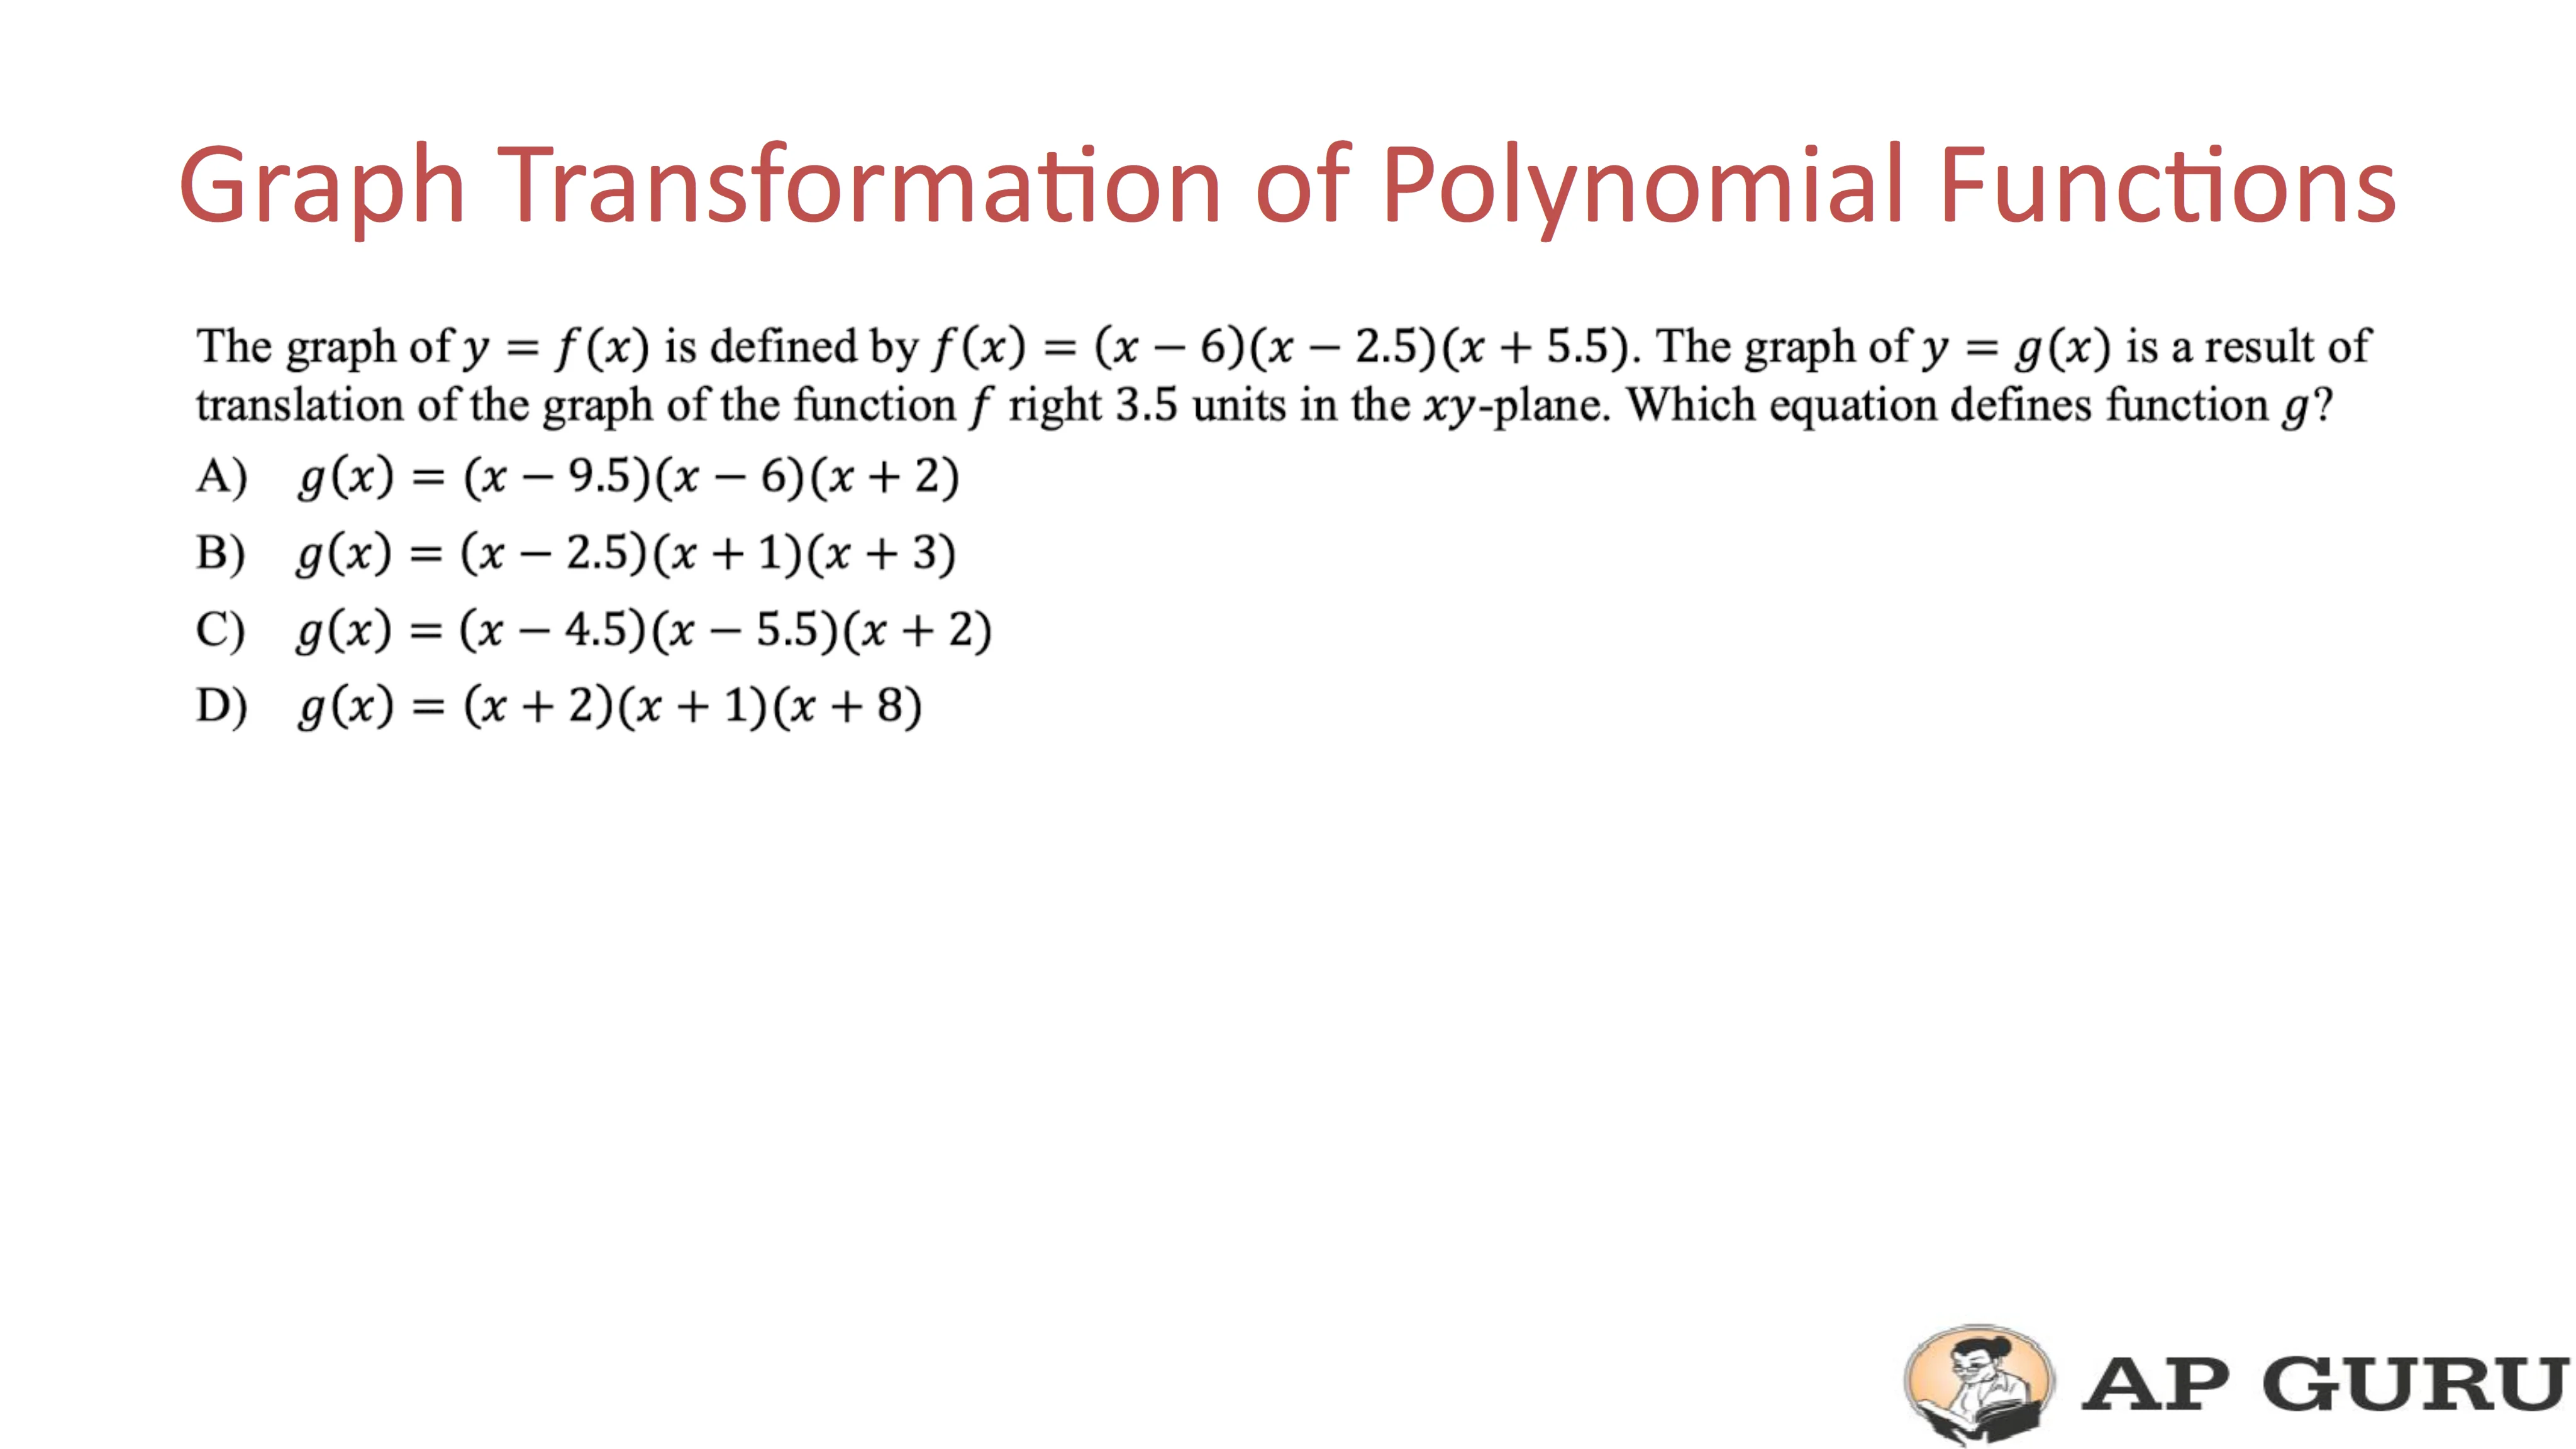 Graph Transformation of Polynomial Functions
The graph of y = f(x) is defined by f(x) = (x − 6)(x − 2.5)(x + 5.5). The graph of y = g(x) is a result of
translation of the graph of the function f right 3.5 units in the xy-plane. Which equation defines function g?
A) g(x) = (x − 9.5)(x − 6)(x + 2)
B) g(x) = (x − 2.5)(x + 1)(x + 3)
C) g(x) = (x − 4.5)(x − 5.5)(x + 2)
D) g(x) = (x + 2)(x + 1)(x + 8)
AP GURU